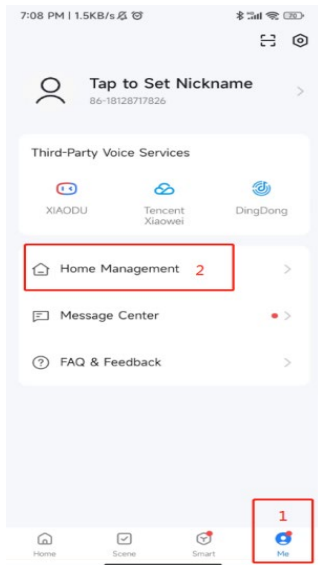 7:08 PM | 1.5KB/s
Tap to Set Nickname
86-18128717826
Third-Party Voice Services
XIAODU
Tencent
Xiaowei
DingDong
Home Management 2
Message Center
FAQ & Feedback
1
Home
Scene
Smart
Me